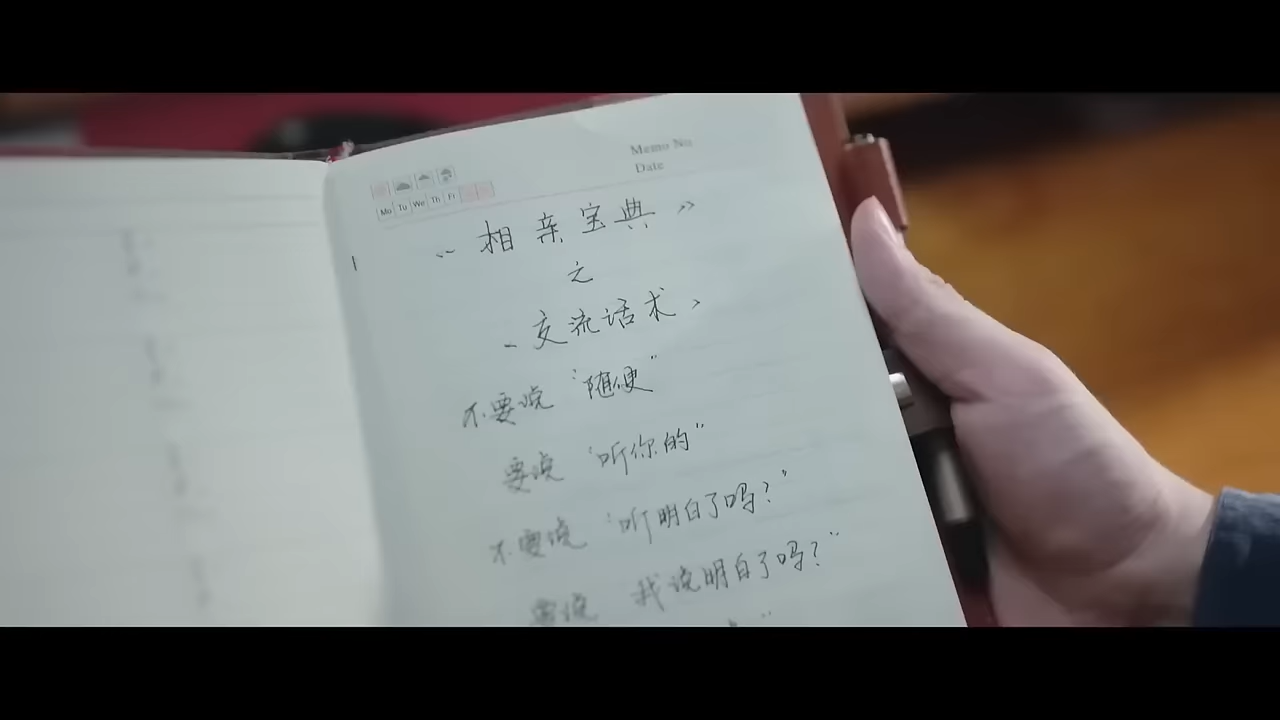 Memo No
Date
Mo Tu We Th Fr
《相亲宝典》
之
<交流话术>
不要说“随便”
要说“听你的”
不要说“听明白了吗？”
要说 我说明白了吗？”